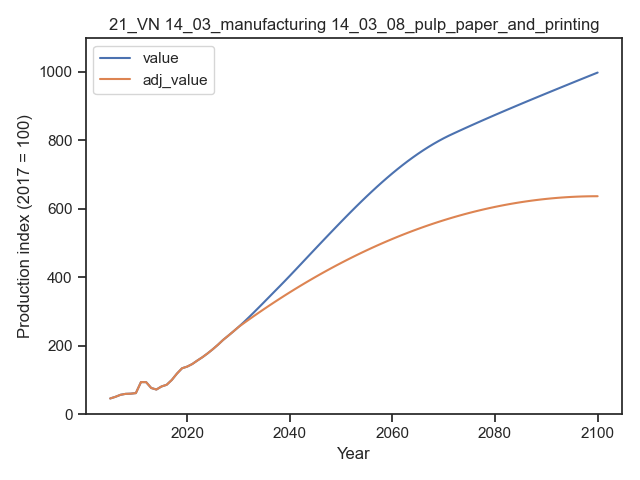 21_VN 14_03_manufacturing 14_03_08_pulp_paper_and_printing
value
adj_value
Production index (2017 = 100)
1000
800
600
400
200
0
2020 2040 2060 2080 2100
Year